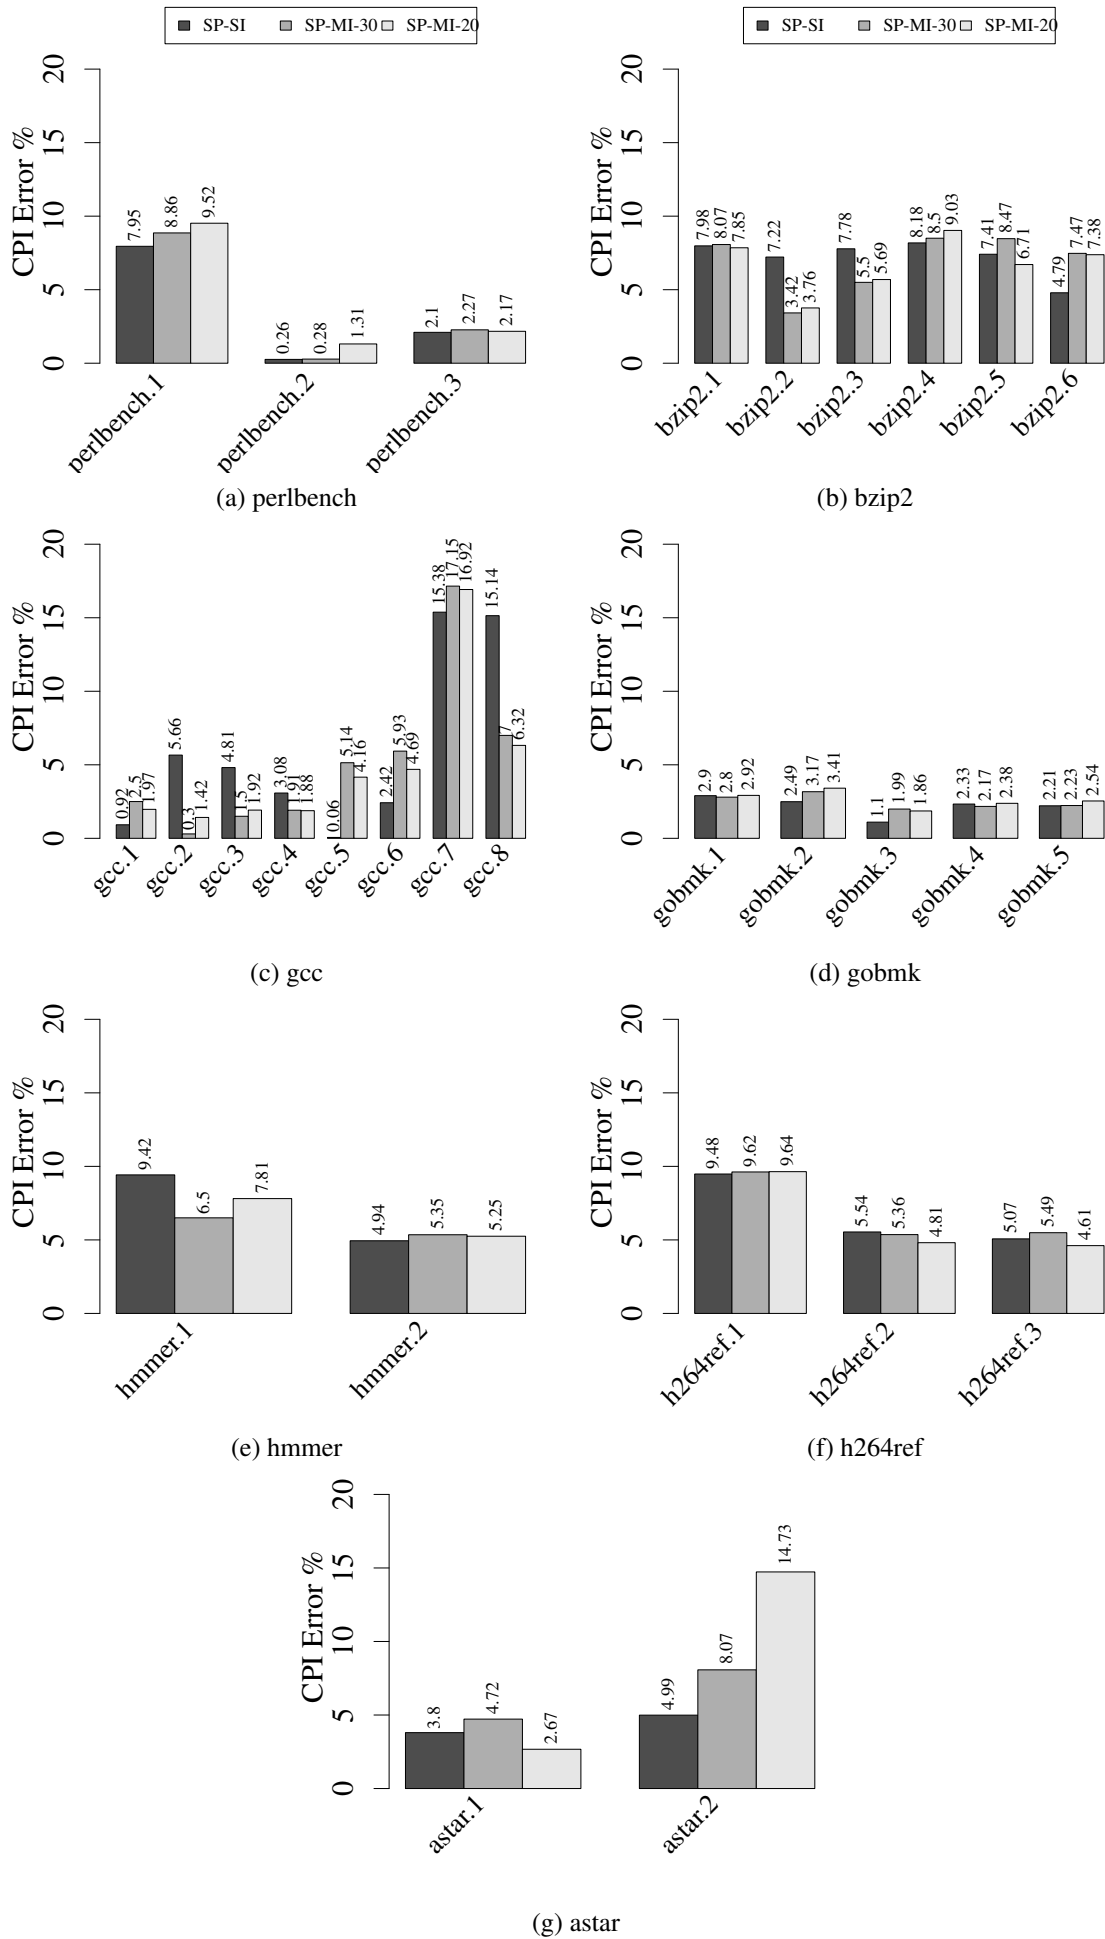 SP-SI SP-MI-30 SP-MI-20
CPI Error %
0 5 10 15 20
7.95 8.86 9.52
0.26 0.28 1.31
2.1 2.27 2.17
perlbench.1 perlbench.2 perlbench.3
(a) perlbench
SP-SI SP-MI-30 SP-MI-20
CPI Error %
0 5 10 15 20
7.98 8.07 7.85
7.22 3.42 3.76
7.78 5.5 5.69
8.18 8.5 9.03
7.41 8.47 6.71
4.79 7.47 7.38
bzip2.1 bzip2.2 bzip2.3 bzip2.4 bzip2.5 bzip2.6
(b) bzip2
CPI Error %
0 5 10 15 20
0.92 2.5 1.97
5.66 0.3 1.42
4.81 1.5 1.92
3.08 1.91 1.88
0.06 5.14 4.16
2.42 5.93 4.69
15.38 17.15 16.92
15.14 7 6.32
gcc.1 gcc.2 gcc.3 gcc.4 gcc.5 gcc.6 gcc.7 gcc.8
(c) gcc
CPI Error %
0 5 10 15 20
2.9 2.8 2.92
2.49 3.17 3.41
1.1 1.99 1.86
2.33 2.17 2.38
2.21 2.23 2.54
gobmk.1 gobmk.2 gobmk.3 gobmk.4 gobmk.5
(d) gobmk
CPI Error %
0 5 10 15 20
9.42 6.5 7.81
4.94 5.35 5.25
hmmer.1 hmmer.2
(e) hmmer
CPI Error %
0 5 10 15 20
9.48 9.62 9.64
5.54 5.36 4.81
5.07 5.49 4.61
h264ref.1 h264ref.2 h264ref.3
(f) h264ref
CPI Error %
0 5 10 15 20
3.8 4.72 2.67
4.99 8.07 14.73
astar.1 astar.2
(g) astar